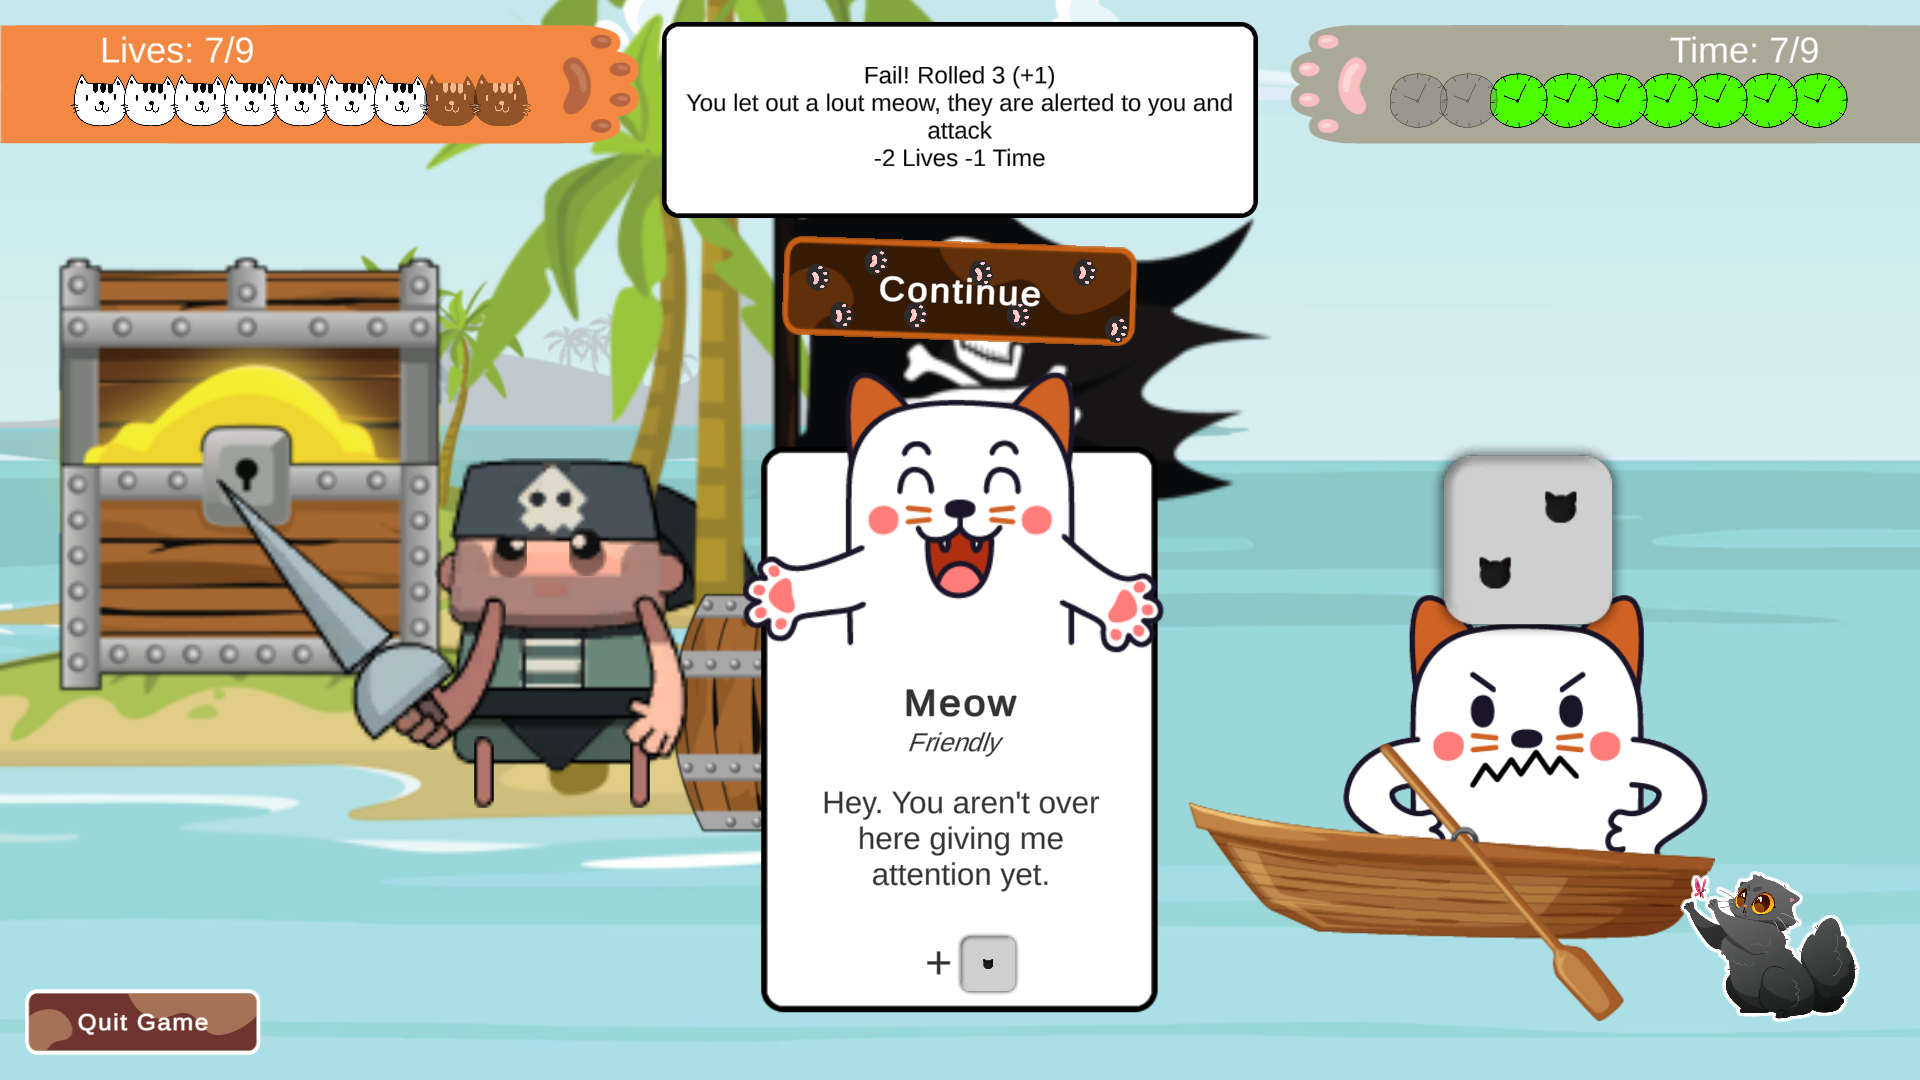 Lives: 7/9
Fail! Rolled 3 (+1)
You let out a lout meow, they are alerted to you and
attack
-2 Lives -1 Time
Time: 7/9
Continue
Meow
Friendly
Hey. You aren't over
here giving me
attention yet.
+
Quit Game